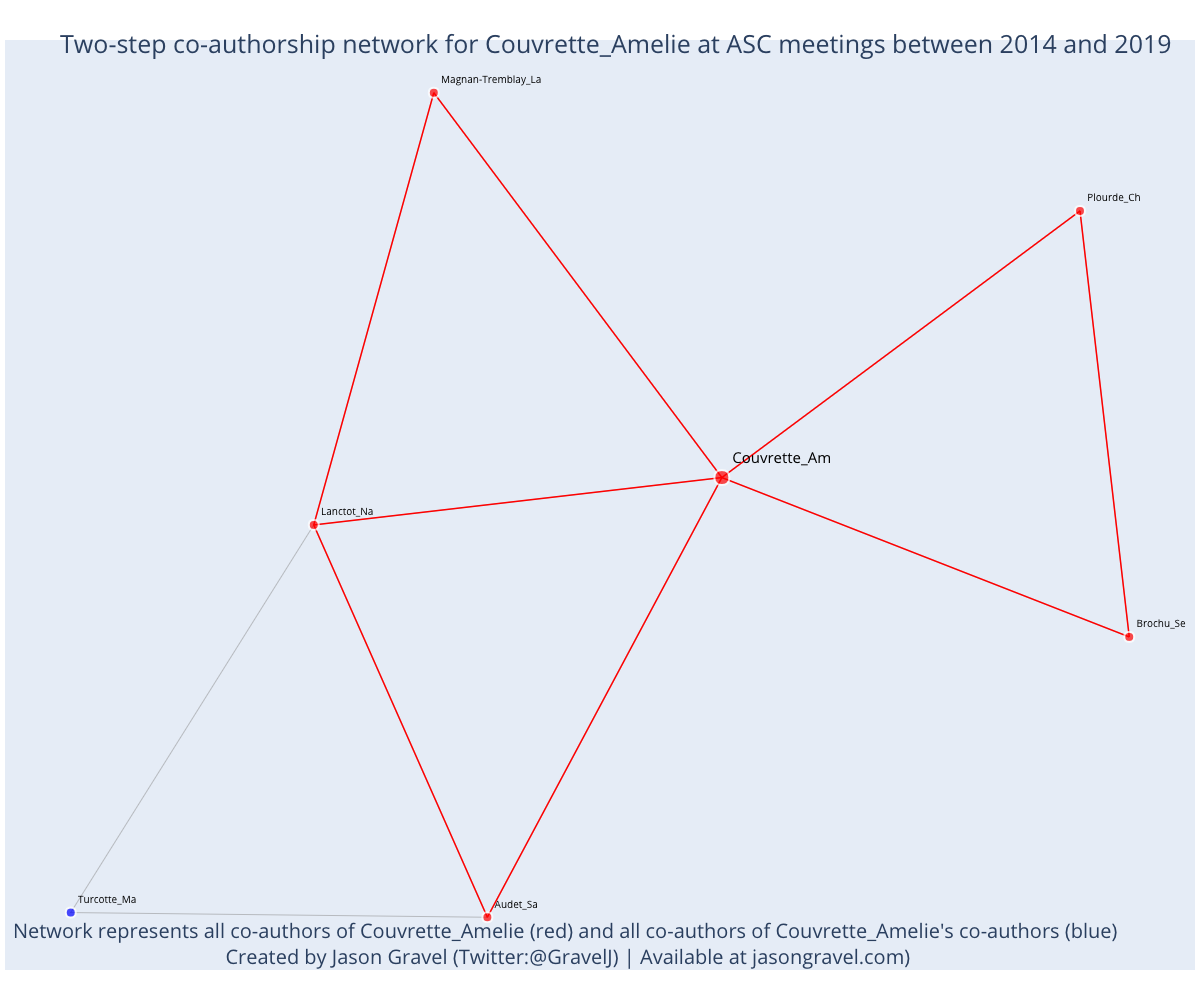 Two-step co-authorship network for Couvrette_Amelie at ASC meetings between 2014 and 2019
Magnan-Tremblay_La
Plourde_Ch
Couvrette_Am
Lanctot_Na
Brochu_Se
Turcotte_Ma
Audet_Sa
Network represents all co-authors of Couvrette_Amelie (red) and all co-authors of Couvrette_Amelie's co-authors (blue)
Created by Jason Gravel (Twitter:@GravelJ) | Available at jasongravel.com)